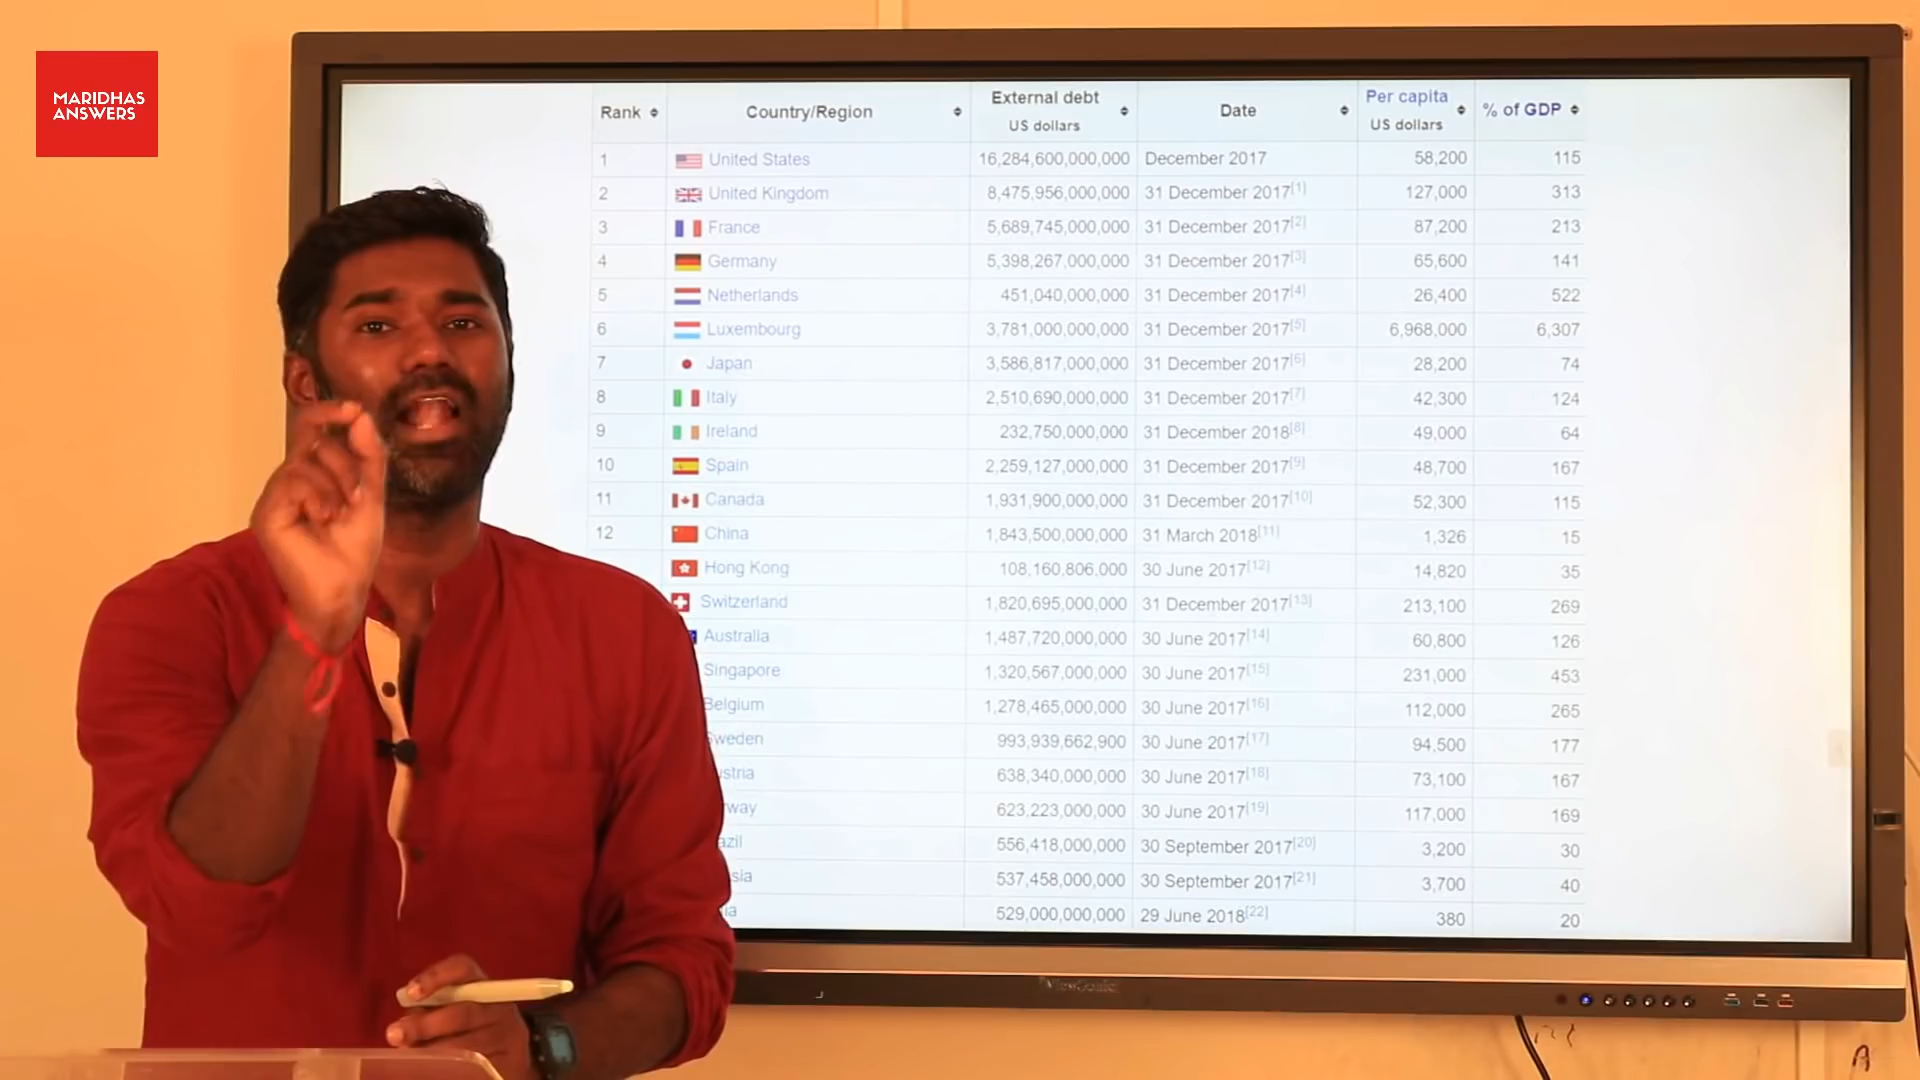 MARIDHAS
ANSWERS
Rank Country/Region External debt US dollars Date Per capita US dollars % of GDP
1 United States 16,284,600,000,000 December 2017 58,200 115
2 United Kingdom 8,475,956,000,000 31 December 2017[1] 127,000 313
3 France 5,689,745,000,000 31 December 2017[2] 87,200 213
4 Germany 5,398,267,000,000 31 December 2017[3] 65,600 141
5 Netherlands 451,040,000,000 31 December 2017[4] 26,400 522
6 Luxembourg 3,781,000,000,000 31 December 2017[5] 6,968,000 6,307
7 Japan 3,586,817,000,000 31 December 2017[6] 28,200 74
8 Italy 2,510,690,000,000 31 December 2017[7] 42,300 124
9 Ireland 232,750,000,000 31 December 2018[8] 49,000 64
10 Spain 2,259,127,000,000 31 December 2017[9] 48,700 167
11 Canada 1,931,900,000,000 31 December 2017[10] 52,300 115
12 China 1,843,500,000,000 31 March 2018[11] 1,326 15
Hong Kong 108,160,806,000 30 June 2017[12] 14,820 35
Switzerland 1,820,695,000,000 31 December 2017[13] 213,100 269
Australia 1,487,720,000,000 30 June 2017[14] 60,800 126
Singapore 1,320,567,000,000 30 June 2017[15] 231,000 453
Belgium 1,278,465,000,000 30 June 2017[16] 112,000 265
Sweden 993,939,662,900 30 June 2017[17] 94,500 177
stria 638,340,000,000 30 June 2017[18] 73,100 167
way 623,223,000,000 30 June 2017[19] 117,000 169
azil 556,418,000,000 30 September 2017[20] 3,200 30
sia 537,458,000,000 30 September 2017[21] 3,700 40
ia 529,000,000,000 29 June 2018[22] 380 20
ViewSonic